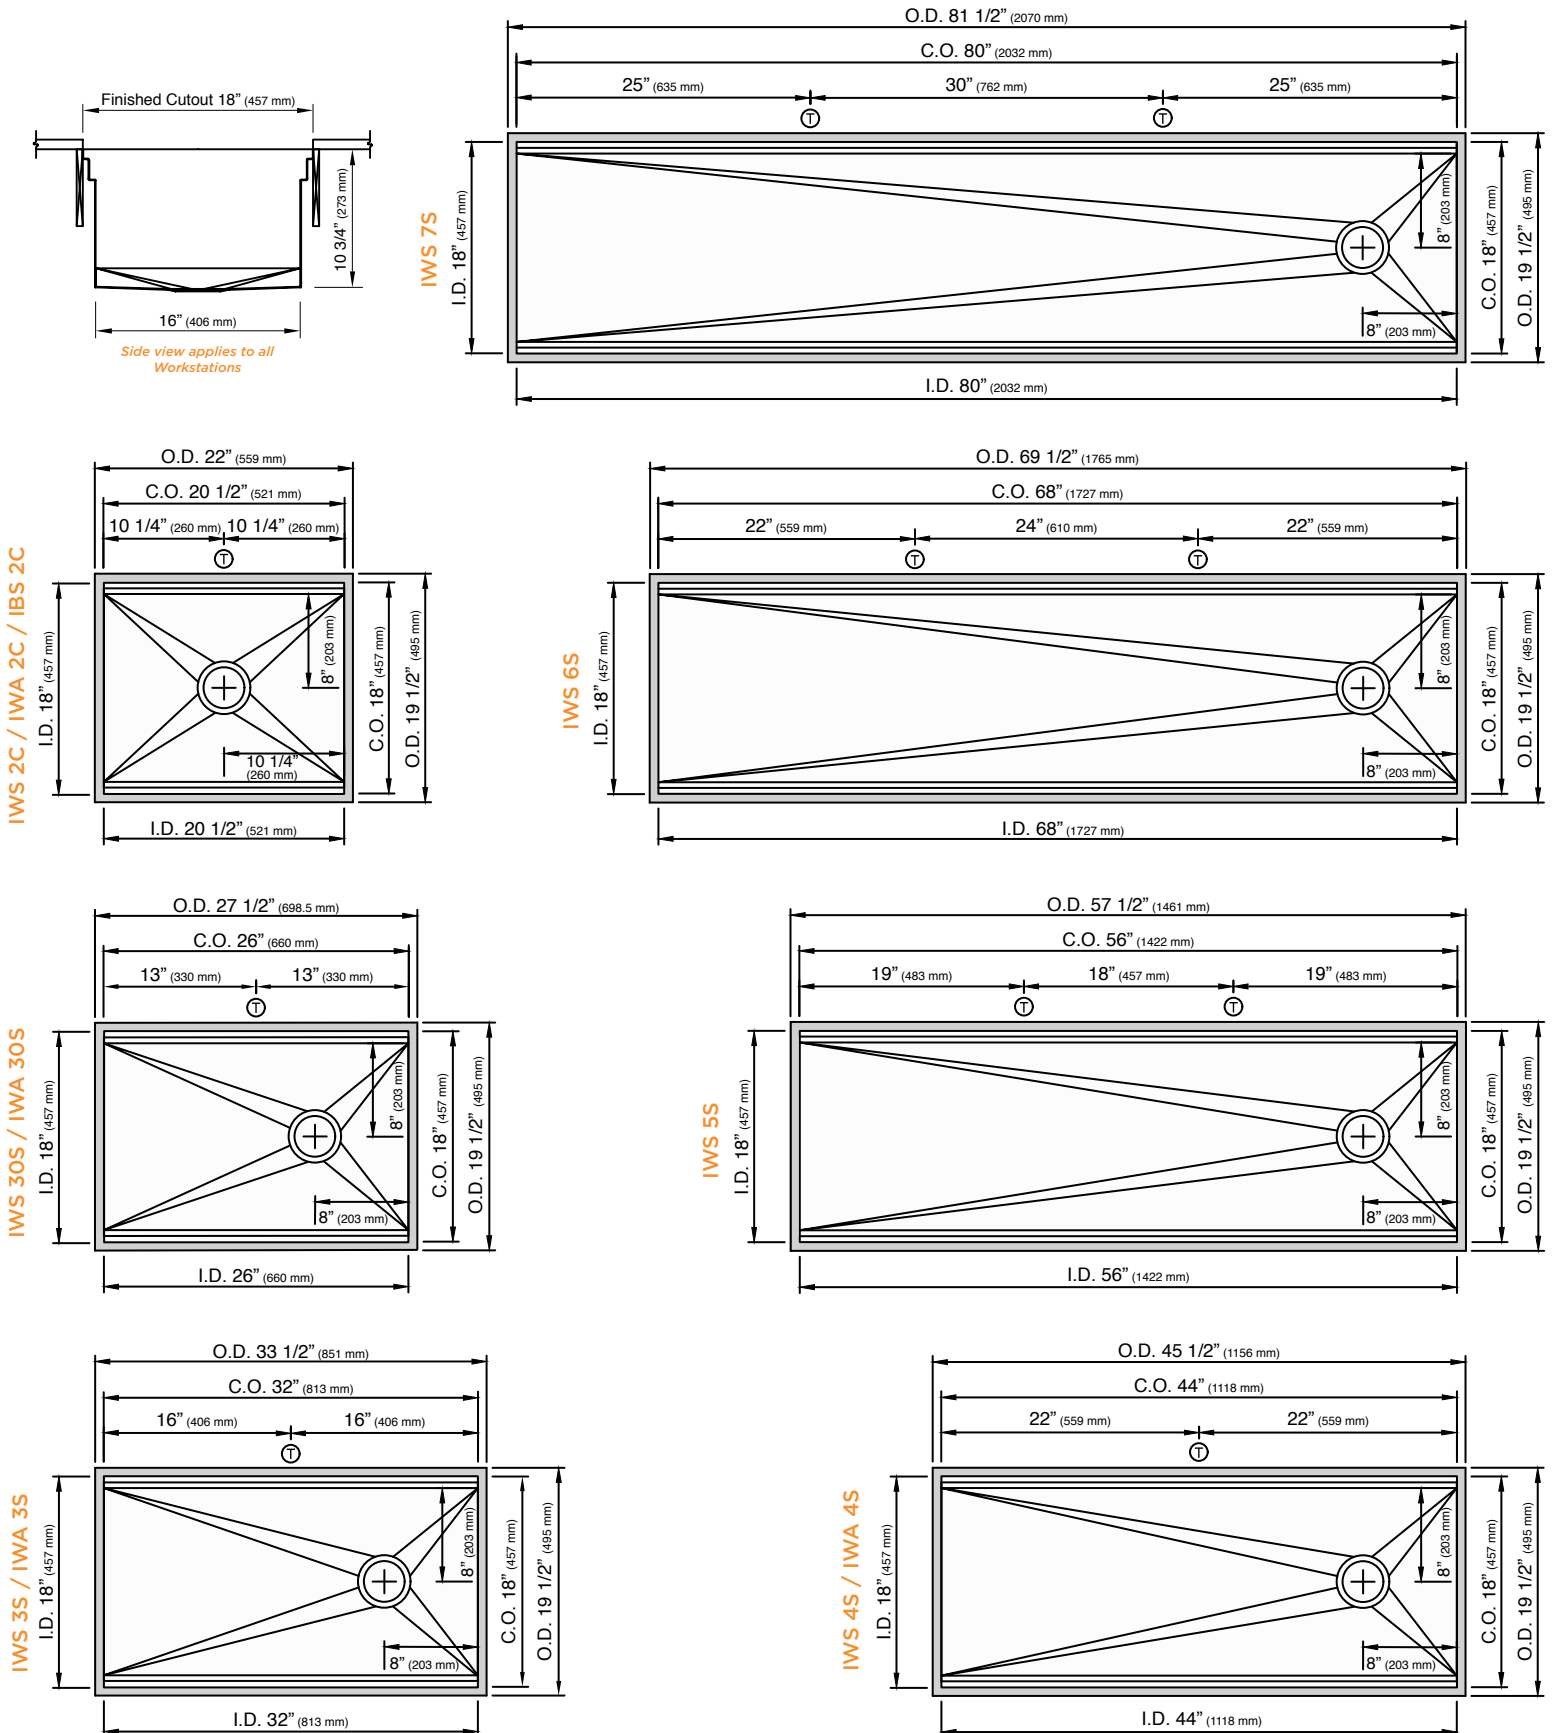 Finished Cutout 18” (457 mm)
10 3/4” (273 mm)
16” (406 mm)
Side view applies to all
Workstations
IWS 7S
O.D. 81 1/2” (2070 mm)
C.O. 80” (2032 mm)
25” (635 mm)
30” (762 mm)
25” (635 mm)
T
T
I.D. 18” (457 mm)
8” (203 mm)
8” (203 mm)
C.O. 18” (457 mm)
O.D. 19 1/2” (495 mm)
I.D. 80” (2032 mm)
IWS 2C / IWA 2C / IBS 2C
O.D. 22” (559 mm)
C.O. 20 1/2” (521 mm)
10 1/4” (260 mm)
10 1/4” (260 mm)
T
I.D. 18” (457 mm)
8” (203 mm)
10 1/4”
(260 mm)
C.O. 18” (457 mm)
O.D. 19 1/2” (495 mm)
I.D. 20 1/2” (521 mm)
IWS 6S
O.D. 69 1/2” (1765 mm)
C.O. 68” (1727 mm)
22” (559 mm)
24” (610 mm)
22” (559 mm)
T
T
I.D. 18” (457 mm)
8” (203 mm)
8” (203 mm)
C.O. 18” (457 mm)
O.D. 19 1/2” (495 mm)
I.D. 68” (1727 mm)
IWS 30S / IWA 30S
O.D. 27 1/2” (698.5 mm)
C.O. 26” (660 mm)
13” (330 mm)
13” (330 mm)
T
I.D. 18” (457 mm)
8” (203 mm)
8” (203 mm)
C.O. 18” (457 mm)
O.D. 19 1/2” (495 mm)
I.D. 26” (660 mm)
IWS 5S
O.D. 57 1/2” (1461 mm)
C.O. 56” (1422 mm)
19” (483 mm)
18” (457 mm)
19” (483 mm)
T
T
I.D. 18” (457 mm)
8” (203 mm)
8” (203 mm)
C.O. 18” (457 mm)
O.D. 19 1/2” (495 mm)
I.D. 56” (1422 mm)
IWS 3S / IWA 3S
O.D. 33 1/2” (851 mm)
C.O. 32” (813 mm)
16” (406 mm)
16” (406 mm)
T
I.D. 18” (457 mm)
8” (203 mm)
8” (203 mm)
C.O. 18” (457 mm)
O.D. 19 1/2” (495 mm)
I.D. 32” (813 mm)
IWS 4S / IWA 4S
O.D. 45 1/2” (1156 mm)
C.O. 44” (1118 mm)
22” (559 mm)
22” (559 mm)
T
I.D. 18” (457 mm)
8” (203 mm)
8” (203 mm)
C.O. 18” (457 mm)
O.D. 19 1/2” (495 mm)
I.D. 44” (1118 mm)